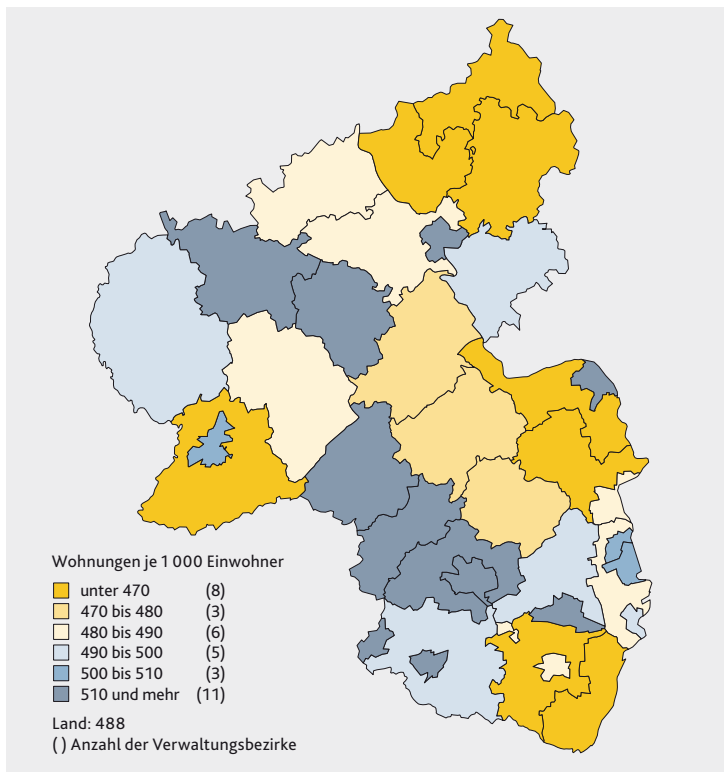 Wohnungen je 1 000 Einwohner
unter 470 (8)
470 bis 480 (3)
480 bis 490 (6)
490 bis 500 (5)
500 bis 510 (3)
510 und mehr (11)
Land: 488
( ) Anzahl der Verwaltungsbezirke